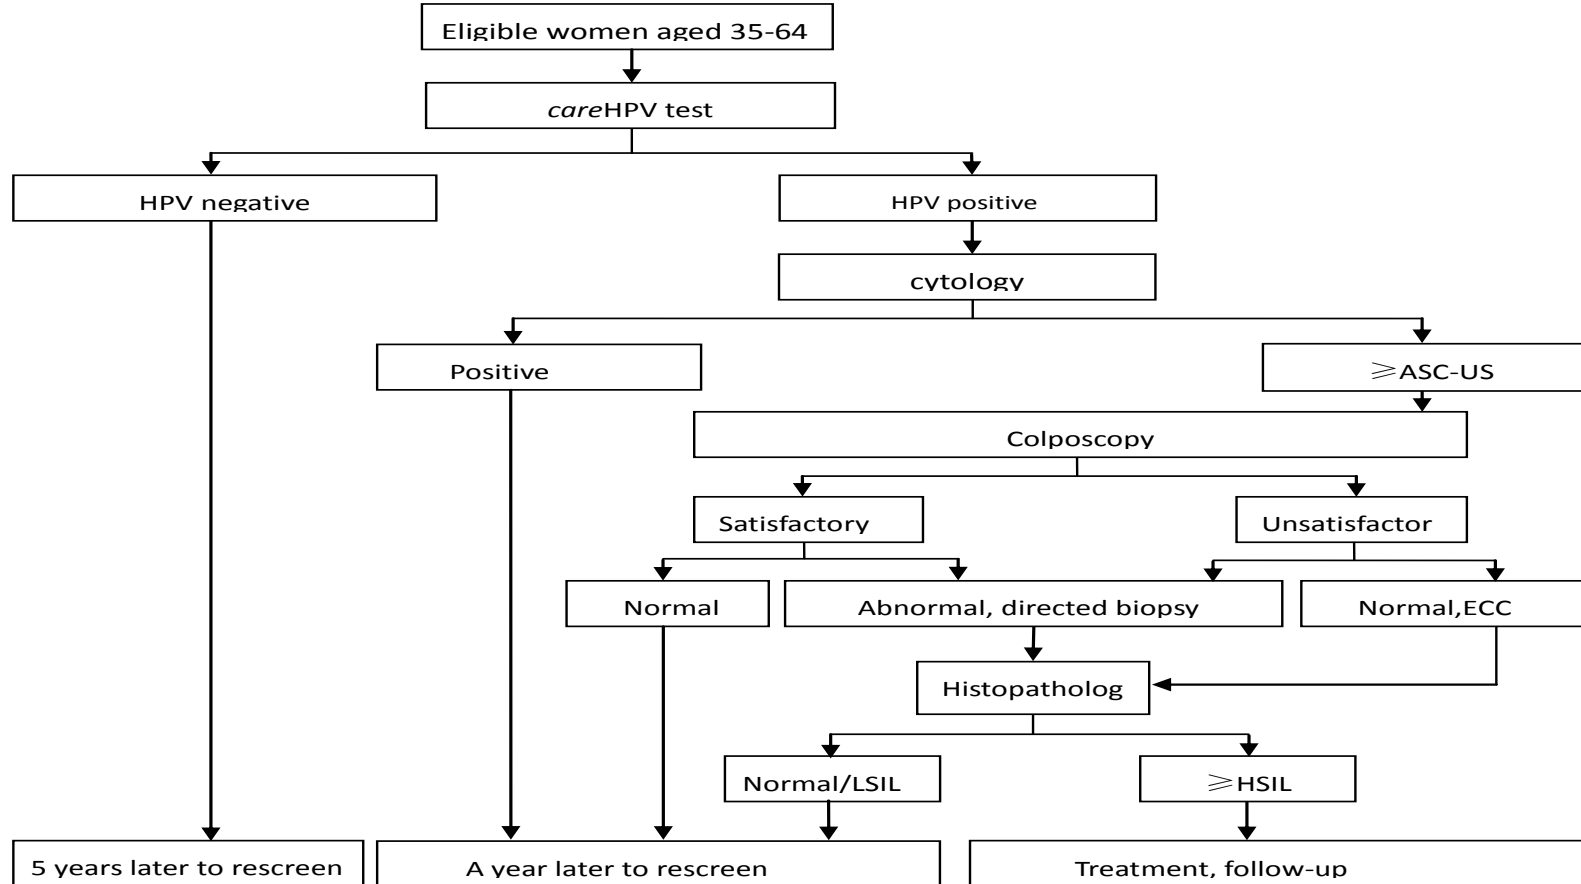 Eligible women aged 35-64
careHPV test
HPV negative
HPV positive
cytology
Positive
≥ASC-US
Colposcopy
Satisfactory
Unsatisfactor
Normal
Abnormal, directed biopsy
Normal,ECC
Histopatholog
Normal/LSIL
≥HSIL
5 years later to rescreen
A year later to rescreen
Treatment, follow-up